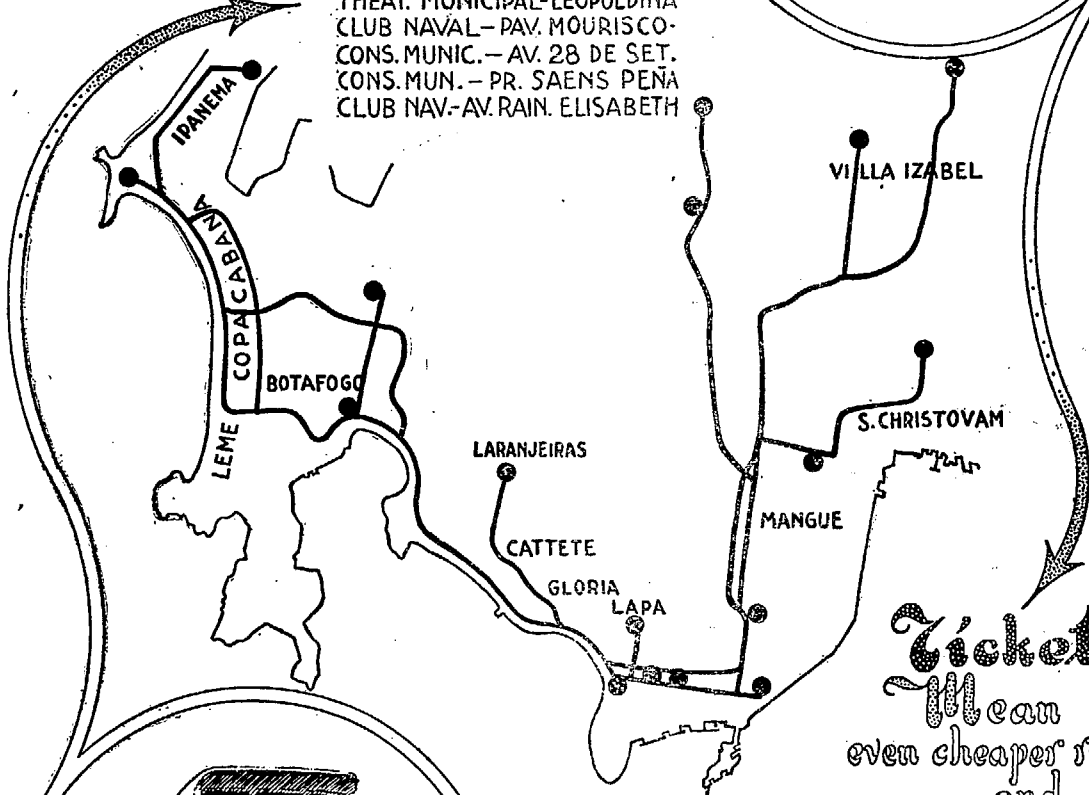 THEAT. MUNICIPAL-LEOPOLDINA
CLUB NAVAL-PAV. MOURISCO-
CONS. MUNIC.-AV. 28 DE SET.
CONS. MUN.-PR. SAENS PEÑA
CLUB NAV.-AV. RAIN. ELISABETH
IPANEMA
VILLA IZABEL
COPACABANA
BOTAFOGO
S. CHRISTOVAM
LEME
LARANJEIRAS
MANGUE
CATTETE
GLORIA
LAPA
Ticket
Mean
even cheaper r
and